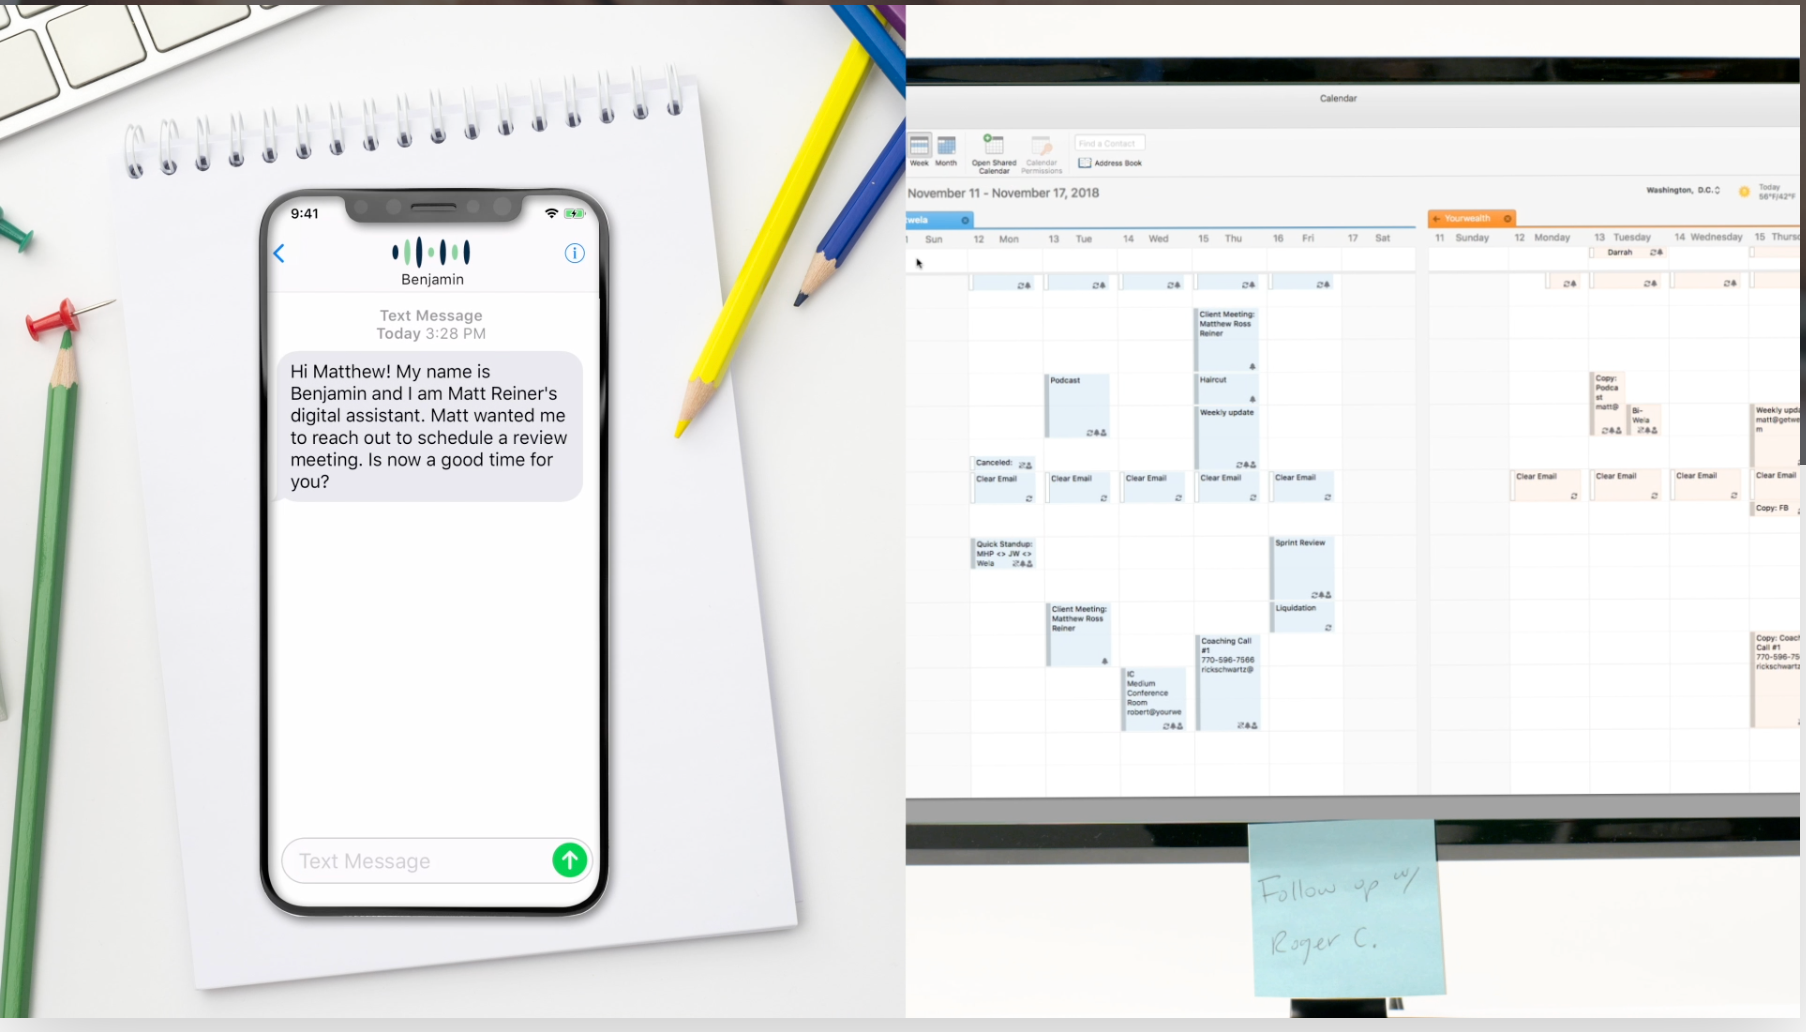 9:41
Benjamin
Text Message
Today 3:28 PM
Hi Matthew! My name is
Benjamin and I am Matt Reiner's
digital assistant. Matt wanted me
to reach out to schedule a review
meeting. Is now a good time for
you?
Text Message
Calendar
Week Month
Open Shared
Calendar
Calendar
Permissions
Find a Contact
Address Book
November 11 - November 17, 2018
Washington, D.C.
Today
56°F/42°F
wela
Yourwealth
1 Sun 12 Mon 13 Tue 14 Wed 15 Thu 16 Fri 17 Sat
11 Sunday 12 Monday 13 Tuesday 14 Wednesday 15 Thurs
Darrah
Client Meeting:
Matthew Ross
Reiner
Podcast
Haircut
Weekly update
Canceled:
Clear Email
Clear Email
Clear Email
Clear Email
Clear Email
Quick Standup:
MHP <> JW <>
Wela
Sprint Review
Client Meeting:
Matthew Ross
Reiner
Liquidation
Coaching Call
#1
770-596-7566
rickschwartz@
IC
Medium
Conference
Room
robert@yourwe
Copy:
Podca
st
matt@
Bi-
Wela
Weekly upda
matt@getwe
m
Clear Email
Clear Email
Clear Email
Clear Email
Copy: FB
Copy: Coach
Call #1
770-596-75
rickschwartz
Follow up w/
Roger C.